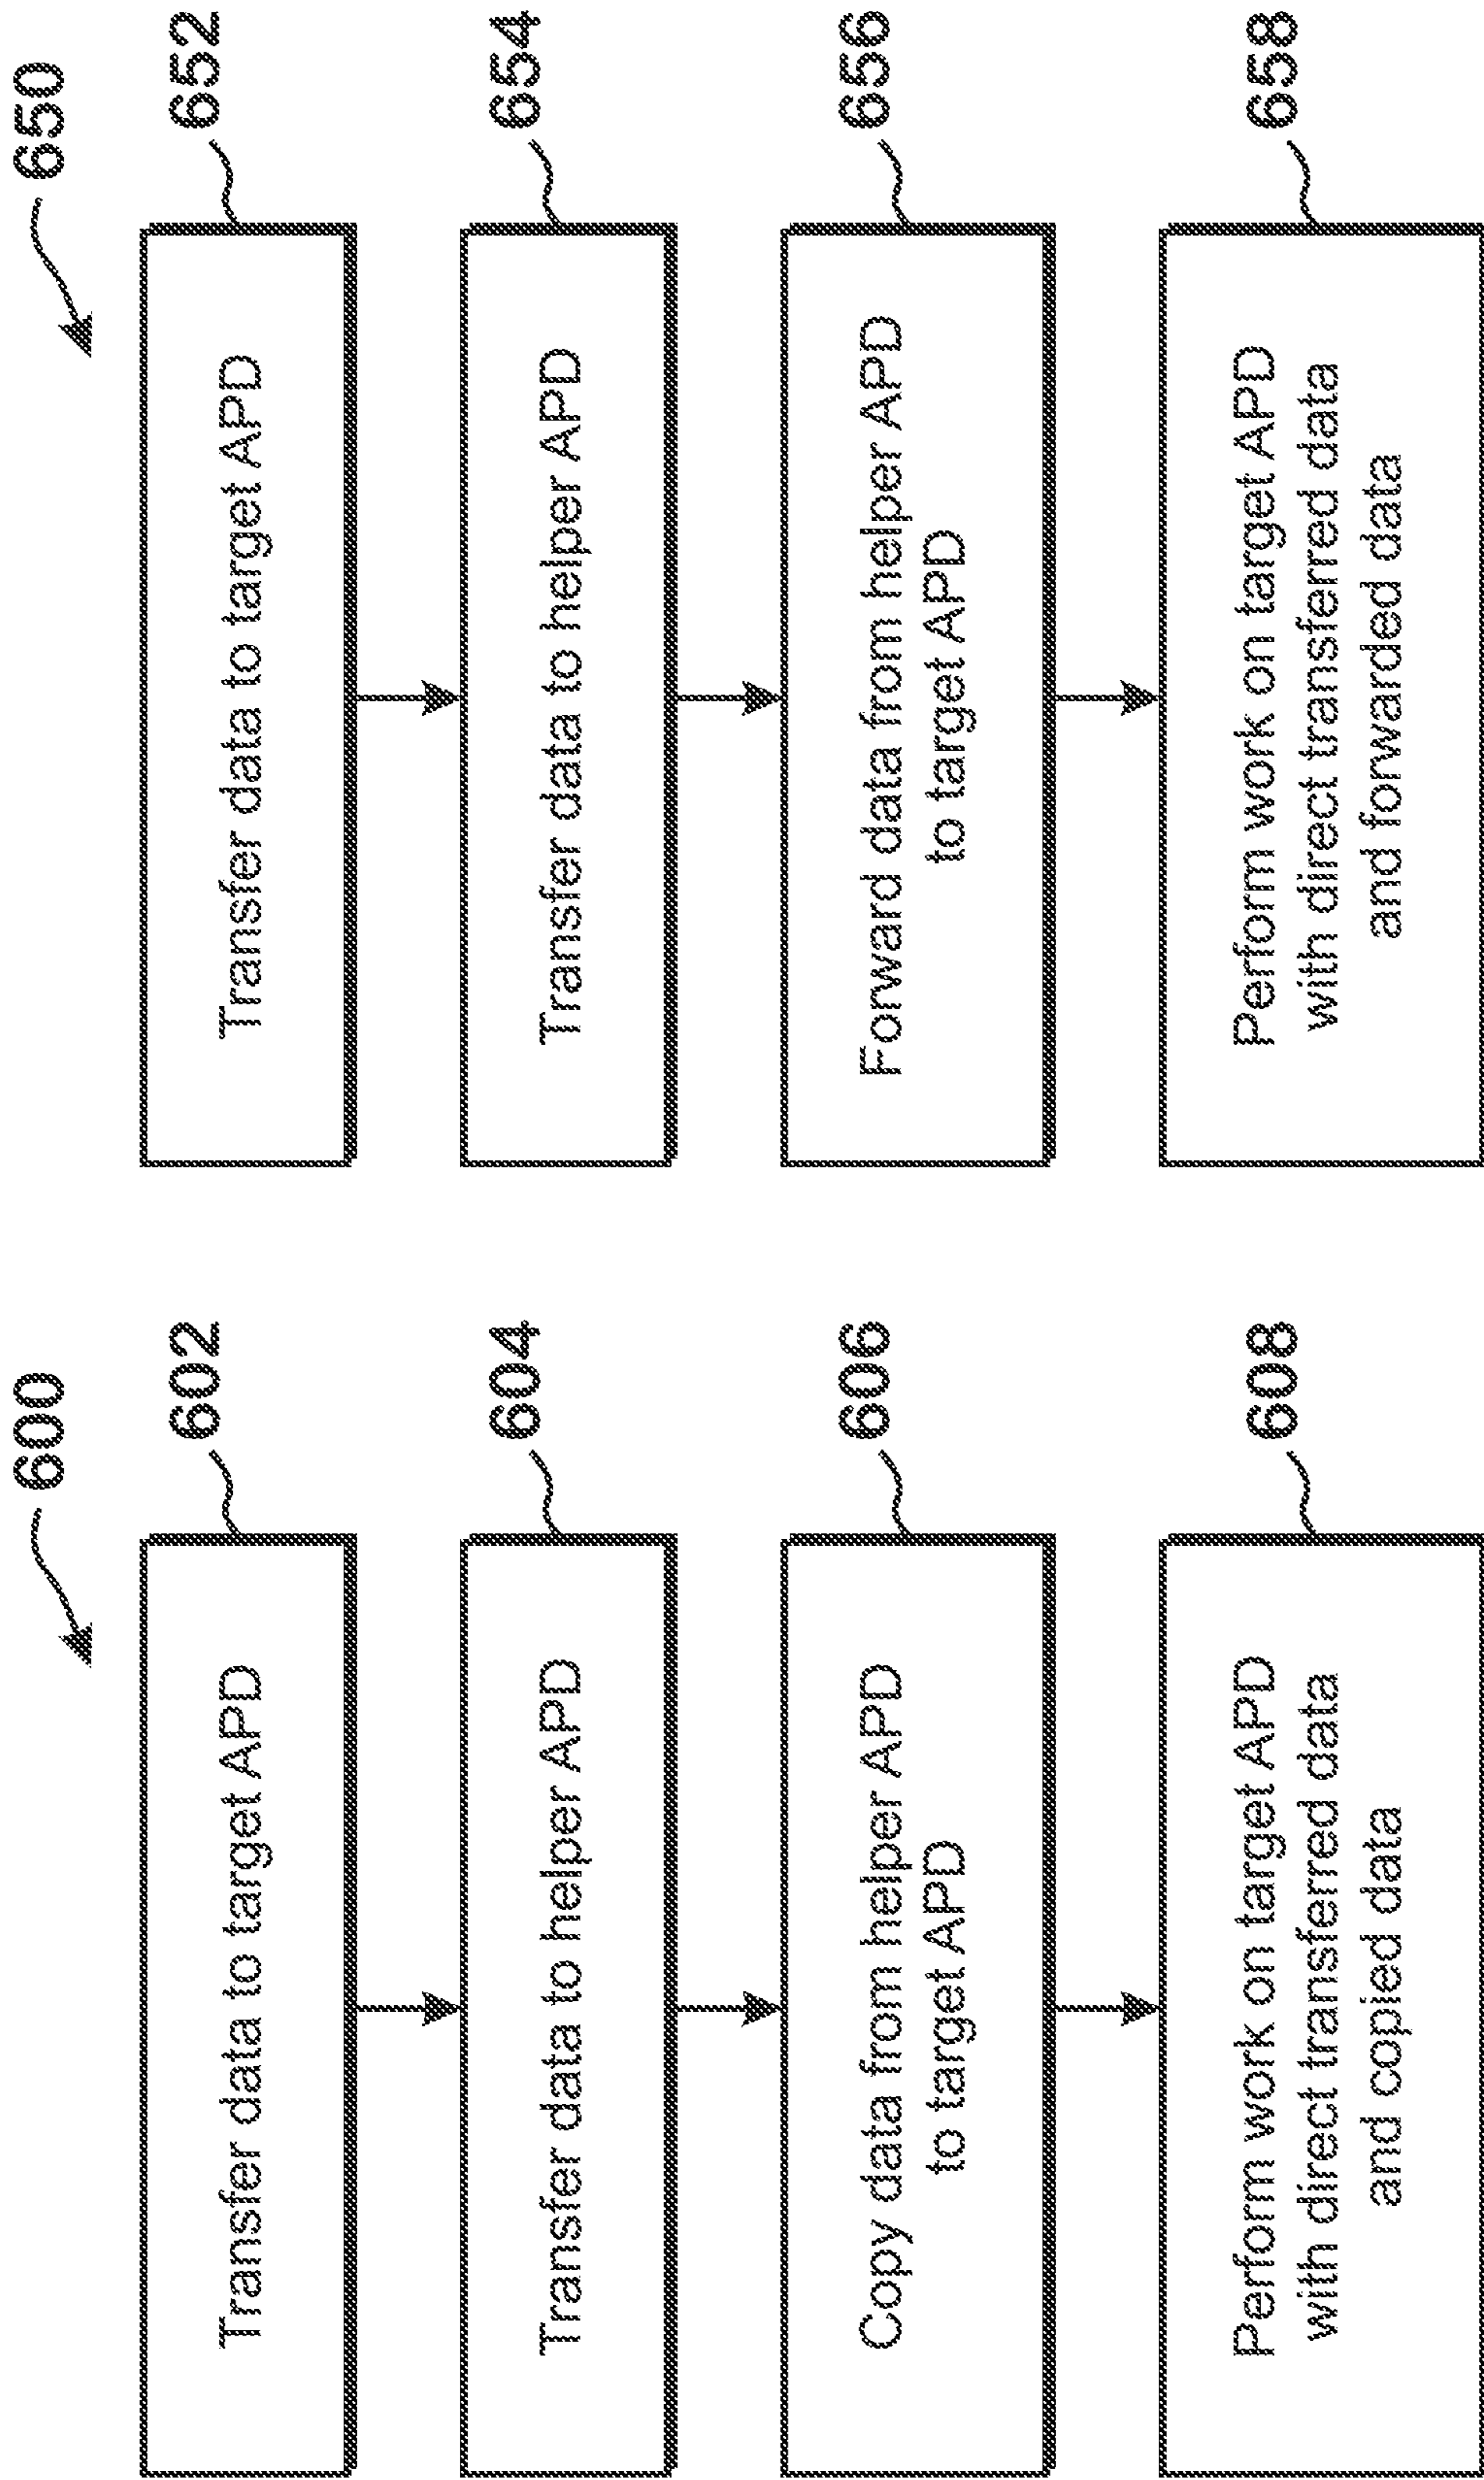 600
Transfer data to target APD
602
Transfer data to helper APD
604
Copy data from helper APD
to target APD
606
Perform work on target APD
with direct transferred data
and copied data
608
650
Transfer data to target APD
652
Transfer data to helper APD
654
Forward data from helper APD
to target APD
656
Perform work on target APD
with direct transferred data
and forwarded data
658